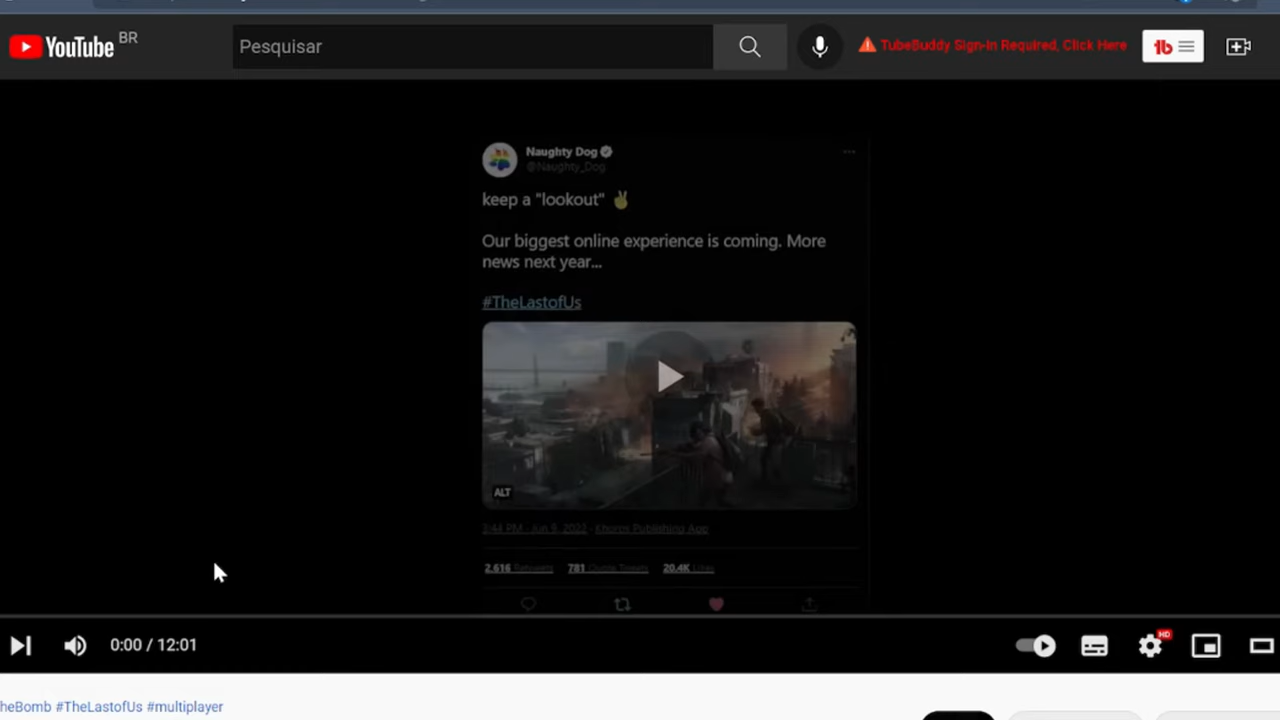 YouTube BR
Pesquisar
TubeBuddy Sign-In Required, Click Here
tb
Naughty Dog
@Naughty_Dog
keep a "lookout" ✌
Our biggest online experience is coming. More
news next year...
#TheLastofUs
ALT
3:44 PM · Jun 9, 2022 · Khoros Publishing App
2,616 Retweets 781 Quote Tweets 20.4K Likes
0:00 / 12:01
HD
heBomb #TheLastofUs #multiplayer